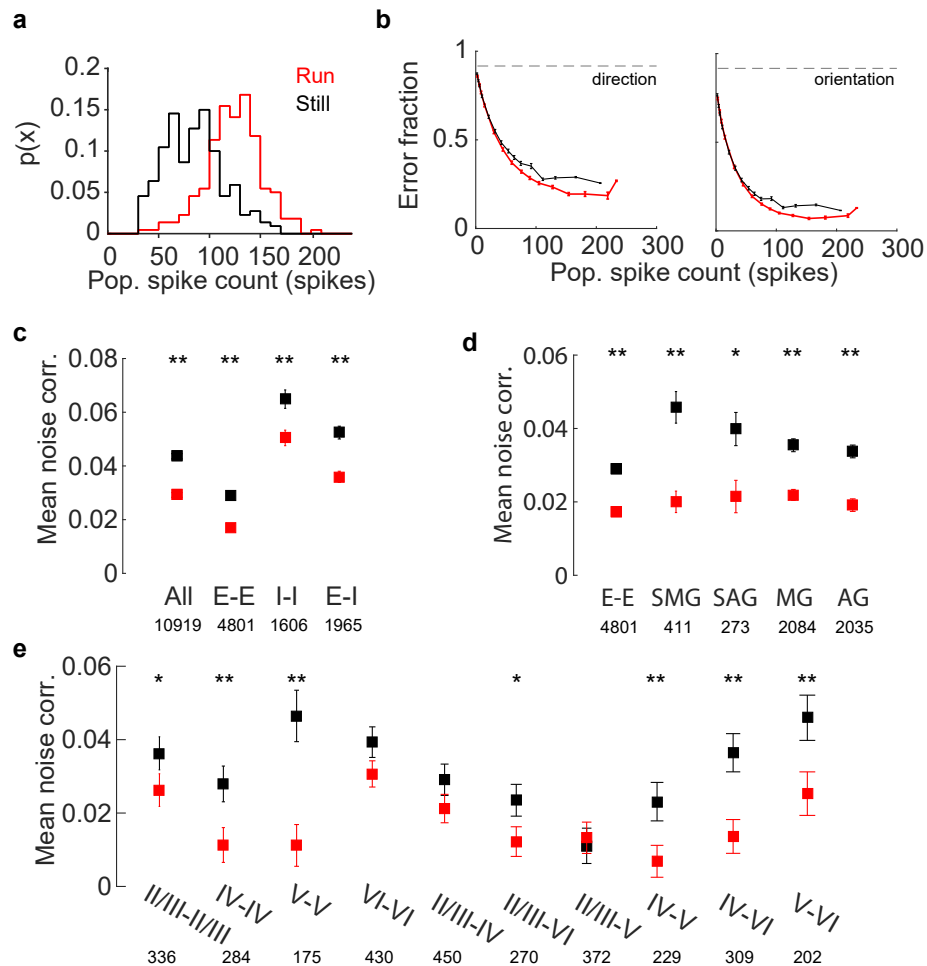 a
0.2
0.15
0.1
0.05
0
p(x)
Run
Still
0 50 100 150 200
Pop. spike count (spikes)
b
1
0.5
0
Error fraction
direction
orientation
0 100 200 300
0 100 200 300
Pop. spike count (spikes)
c
0.08
0.06
0.04
0.02
0
Mean noise corr.
** ** ** **
All E-E I-I E-I
10919 4801 1606 1965
d
0.06
0.04
0.02
0
Mean noise corr.
** ** * ** **
E-E SMG SAG MG AG
4801 411 273 2084 2035
e
0.06
0.04
0.02
0
Mean noise corr.
* ** ** * ** ** **
II/III-II/III IV-IV V-V VI-VI II/III-IV II/III-VI II/III-V IV-V IV-VI V-VI
336 284 175 430 450 270 372 229 309 202